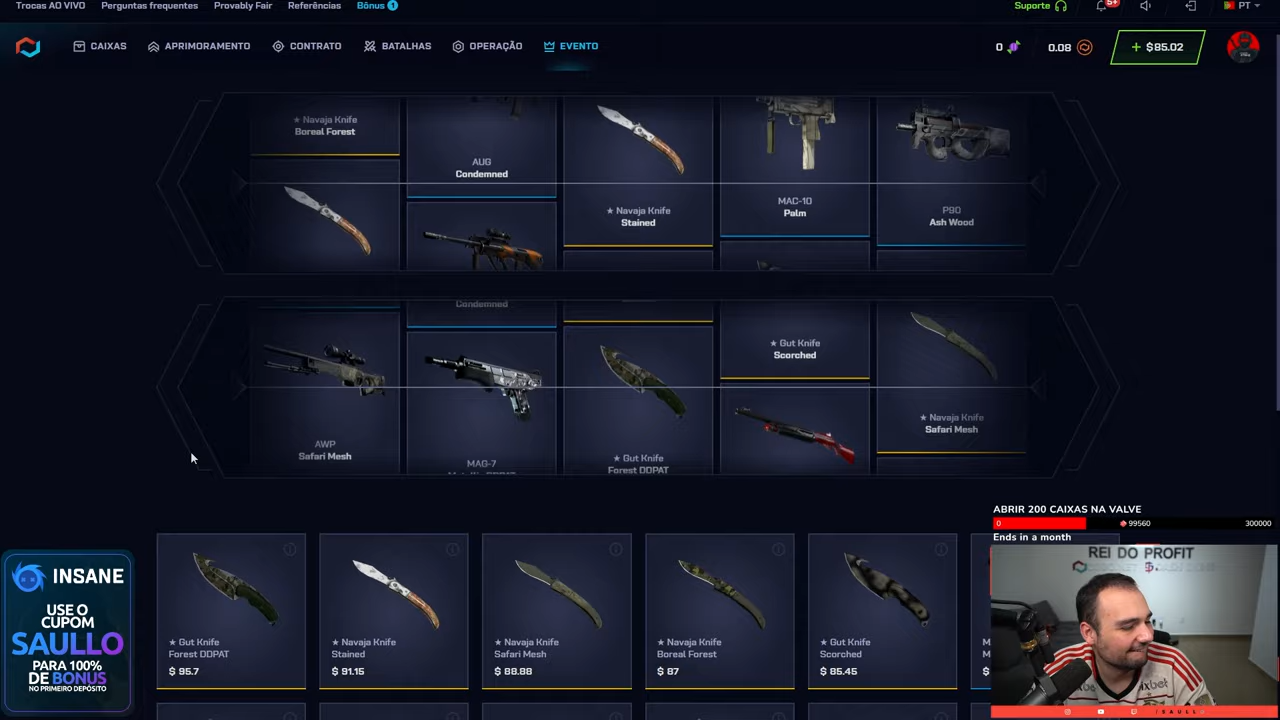 Trocas AO VIVO Perguntas frequentes Provably Fair Referências Bônus 1 Suporte 5+ PT
CAIXAS APRIMORAMENTO CONTRATO BATALHAS OPERAÇÃO EVENTO 0 0.08 + $85.02
★ Navaja Knife
Boreal Forest
AUG
Condemned
★ Navaja Knife
Stained
MAC-10
Palm
P90
Ash Wood
Condemned
AWP
Safari Mesh
MAG-7
★ Gut Knife
Forest DDPAT
★ Gut Knife
Scorched
★ Navaja Knife
Safari Mesh
★ Gut Knife
Forest DDPAT
$ 95.7
★ Navaja Knife
Stained
$ 91.15
★ Navaja Knife
Safari Mesh
$ 88.88
★ Navaja Knife
Boreal Forest
$ 87
★ Gut Knife
Scorched
$ 85.45
INSANE
USE O
CUPOM
SAULLO
PARA 100%
DE BONUS
NO PRIMEIRO DEPÓSITO
ABRIR 200 CAIXAS NA VALVE
0 99560 300000
Ends in a month
REI DO PROFIT